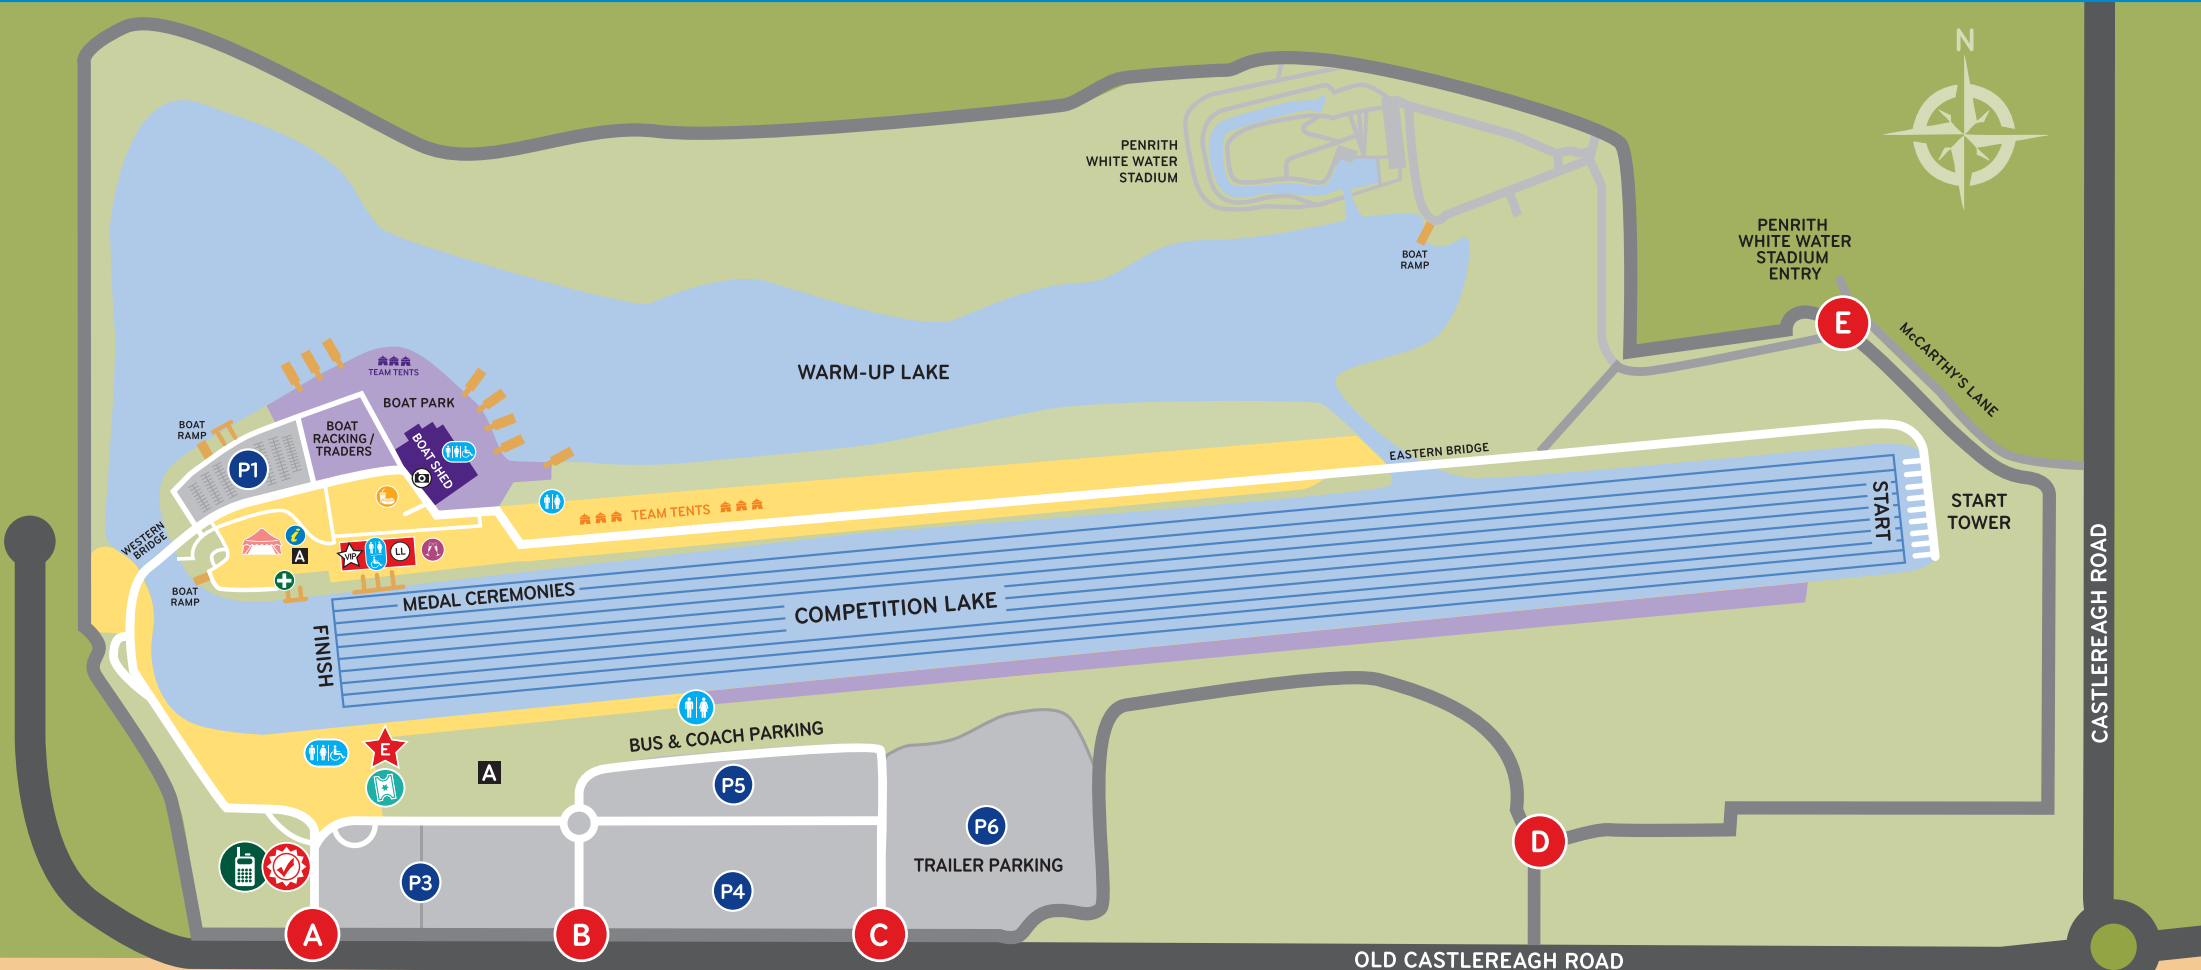 N
PENRITH
WHITE WATER
STADIUM
BOAT
RAMP
PENRITH
WHITE WATER
STADIUM
ENTRY
E
McCARTHY'S LANE
TEAM TENTS
BOAT PARK
WARM-UP LAKE
BOAT
RAMP
BOAT
RACKING /
TRADERS
BOAT SHED
P1
EASTERN BRIDGE
TEAM TENTS
START
START
TOWER
WESTERN
BRIDGE
i
A
VIP
LL
BOAT
RAMP
MEDAL CEREMONIES
COMPETITION LAKE
FINISH
CASTLEREAGH ROAD
E
A
BUS & COACH PARKING
P5
P6
TRAILER PARKING
P3
P4
D
A
B
C
OLD CASTLEREAGH ROAD